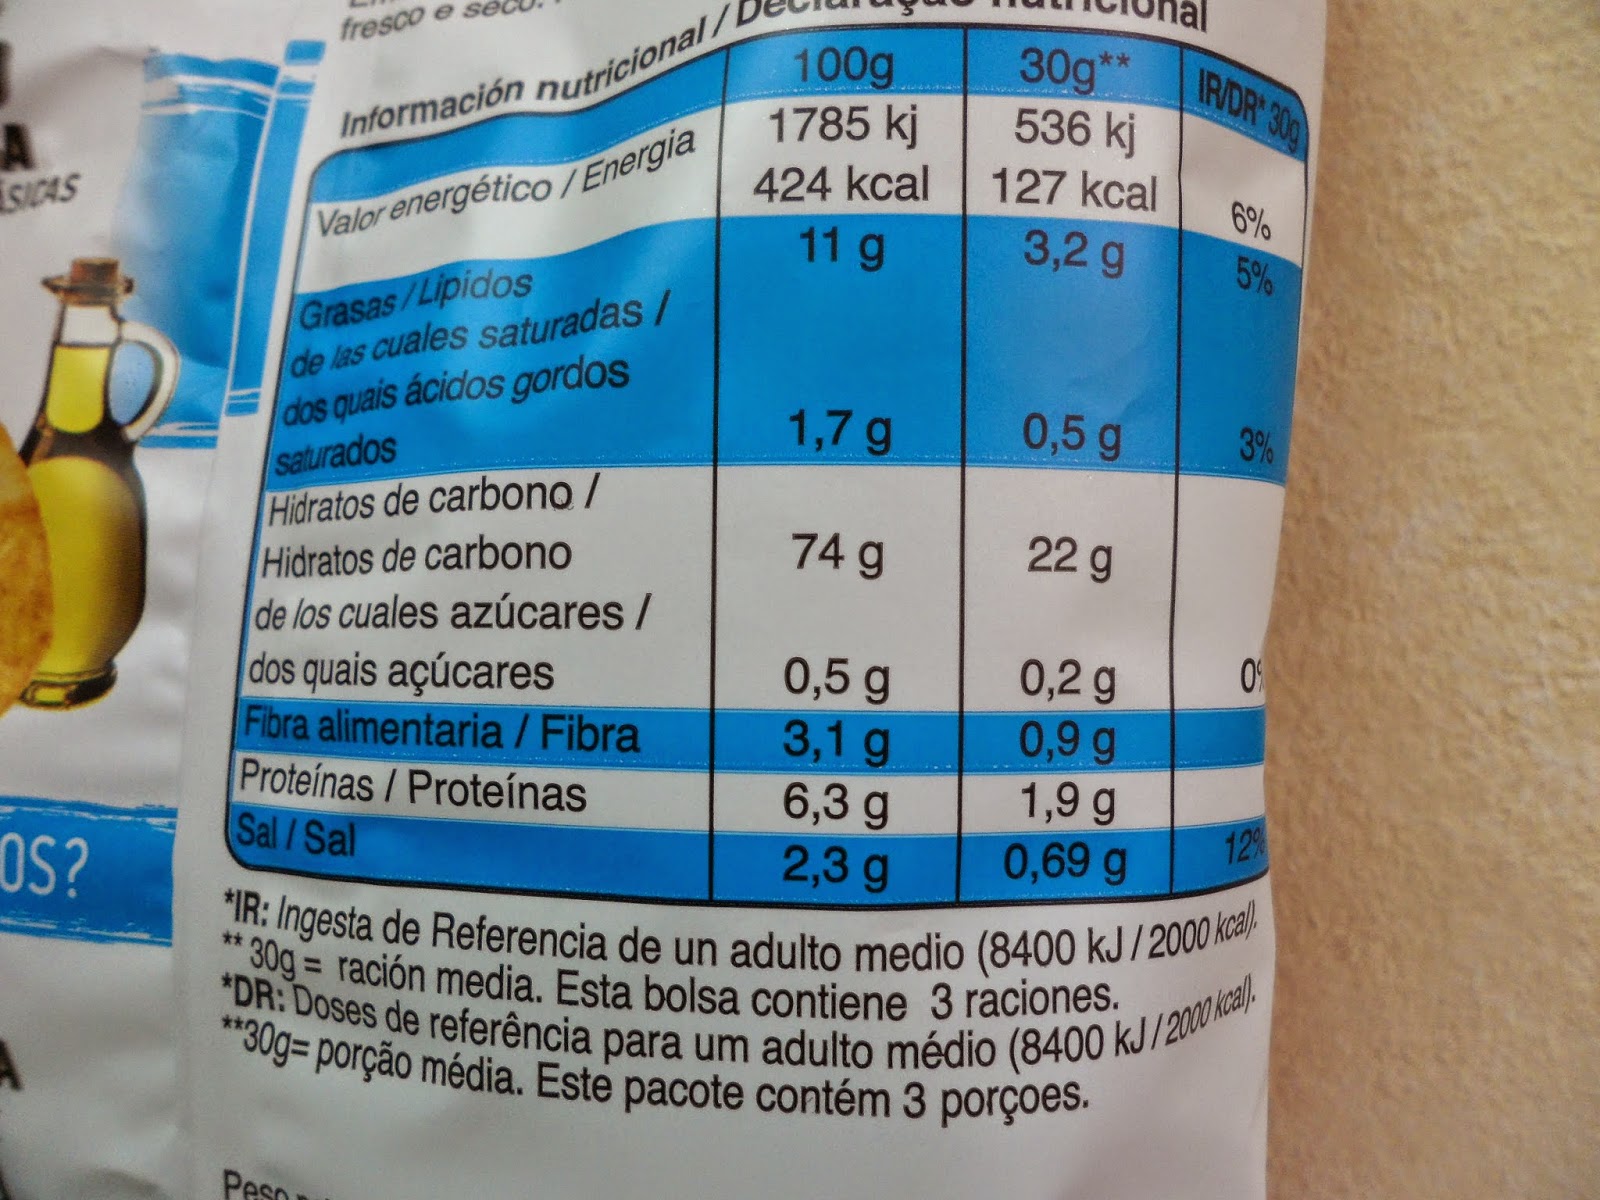 fresco e seco.
Información nutricional / Declaração nutricional
100g 30g** IR/DR* 30g
Valor energético / Energia 1785 kj 536 kj
424 kcal 127 kcal 6%
Grasas / Lipidos 11 g 3,2 g 5%
de las cuales saturadas /
dos quais ácidos gordos
saturados 1,7 g 0,5 g 3%
Hidratos de carbono /
Hidratos de carbono 74 g 22 g
de los cuales azúcares /
dos quais açúcares 0,5 g 0,2 g 0%
Fibra alimentaria / Fibra 3,1 g 0,9 g
Proteínas / Proteínas 6,3 g 1,9 g
Sal / Sal 2,3 g 0,69 g 12%
*IR: Ingesta de Referencia de un adulto medio (8400 kJ / 2000 kcal).
** 30g = ración media. Esta bolsa contiene 3 raciones.
*DR: Doses de referência para um adulto médio (8400 kJ / 2000 kcal).
**30g= porção média. Este pacote contém 3 porçoes.
Peso
A
ÁSICAS
OS?
A